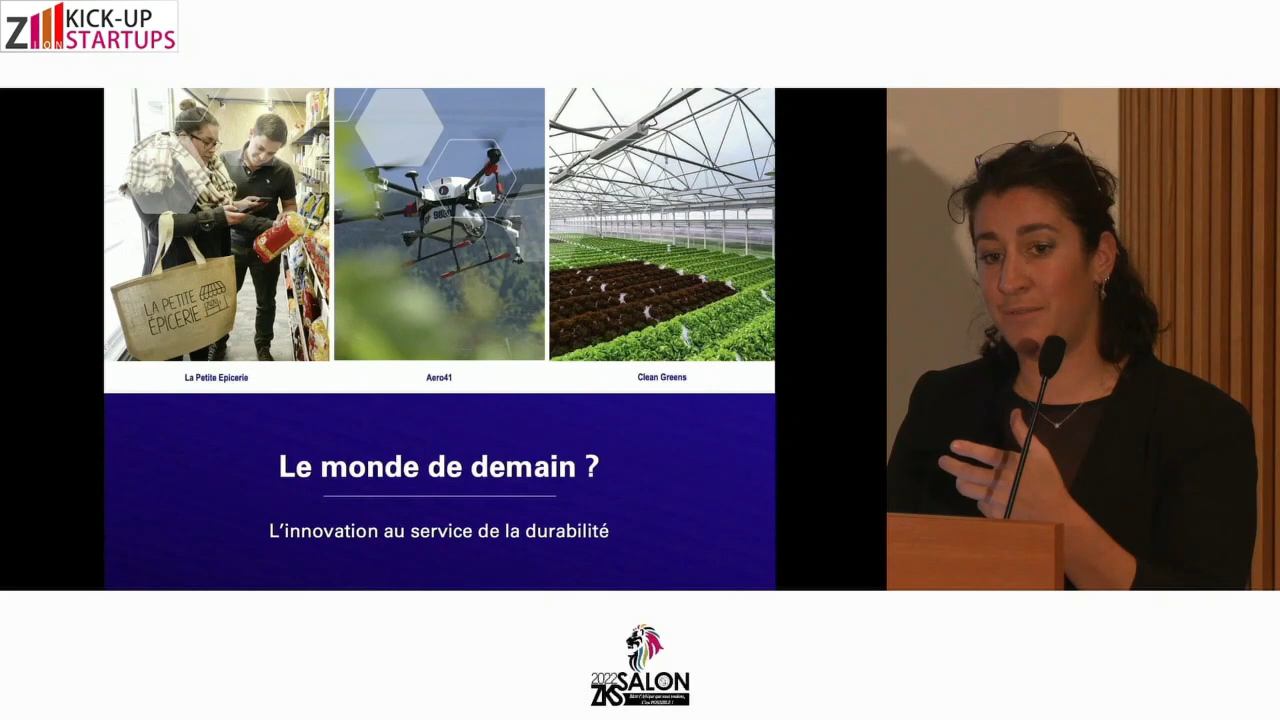 ZION
KICK-UP
STARTUPS
LA PETITE
ÉPICERIE
La Petite Epicerie
Aero41
Clean Greens
Le monde de demain ?
L'innovation au service de la durabilité
2022
ZKS SALON